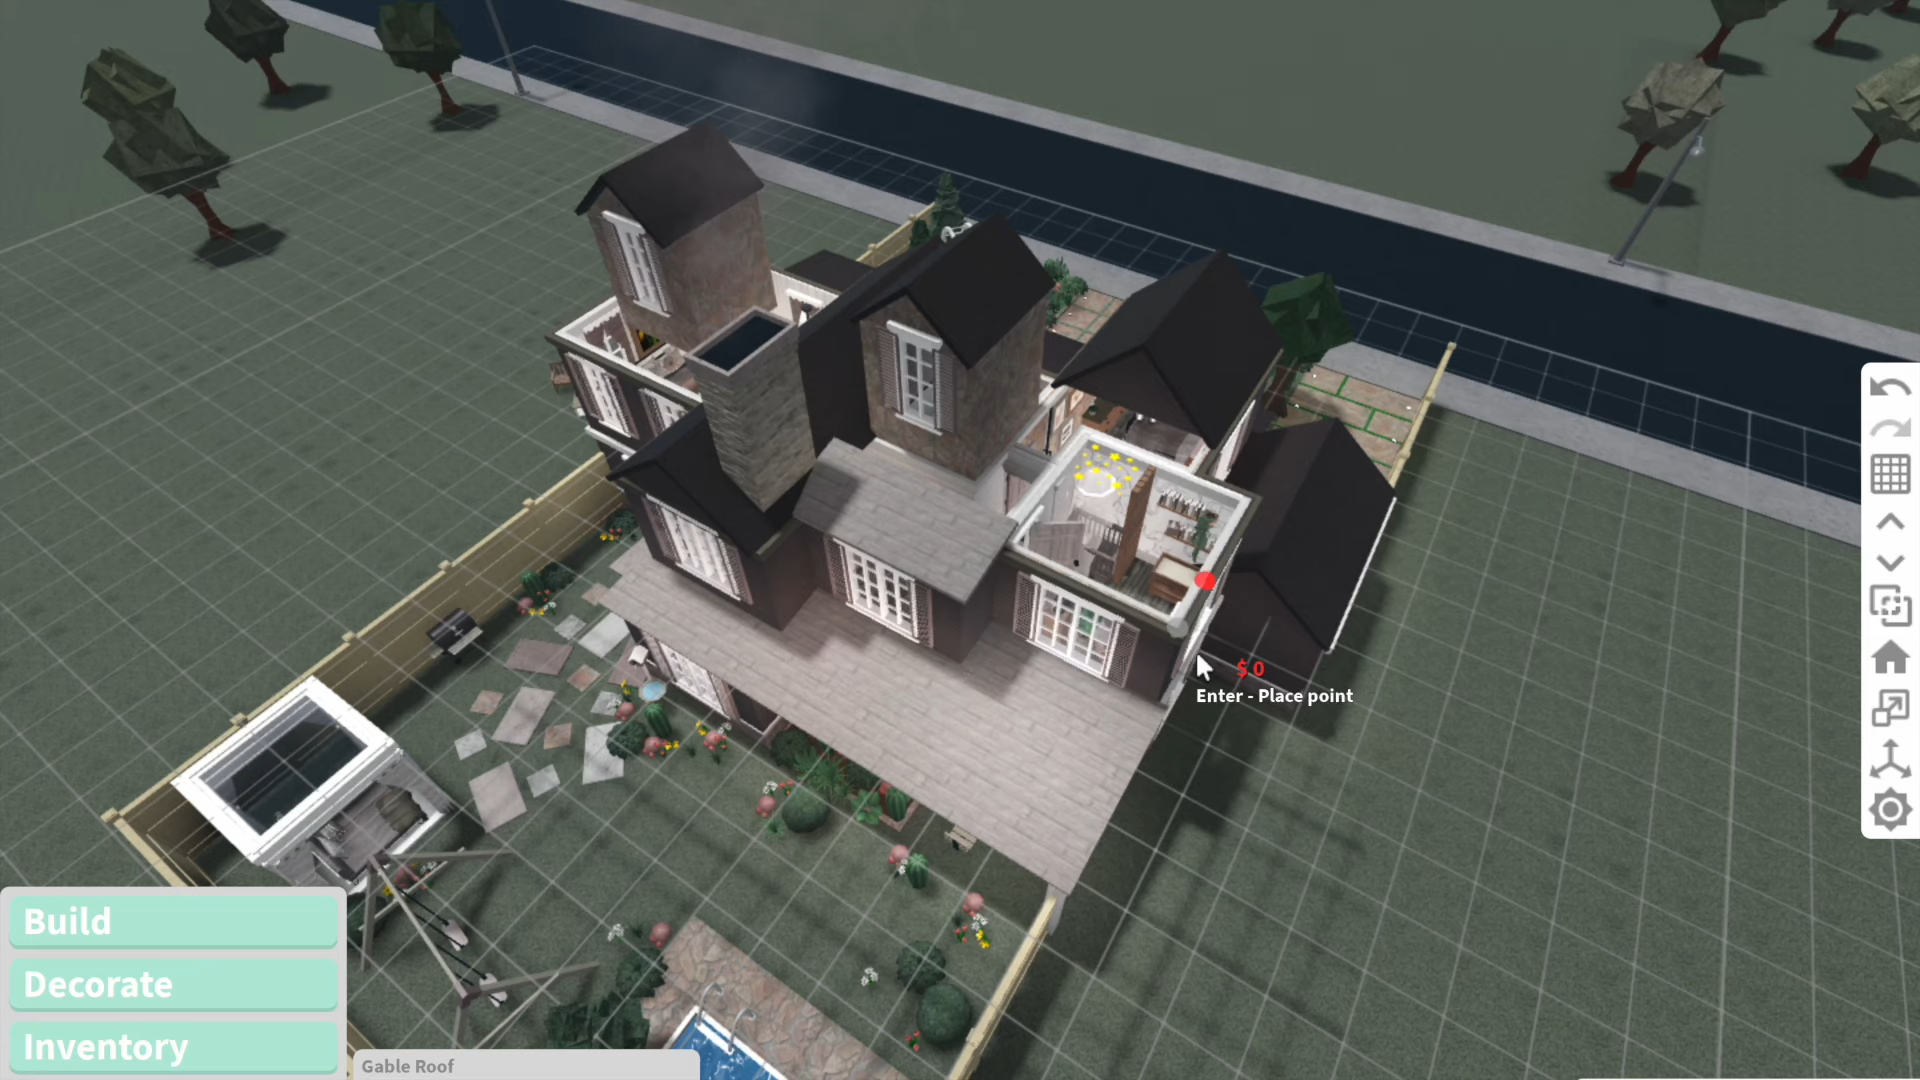 $ 0
Enter - Place point
Build
Decorate
Inventory
Gable Roof